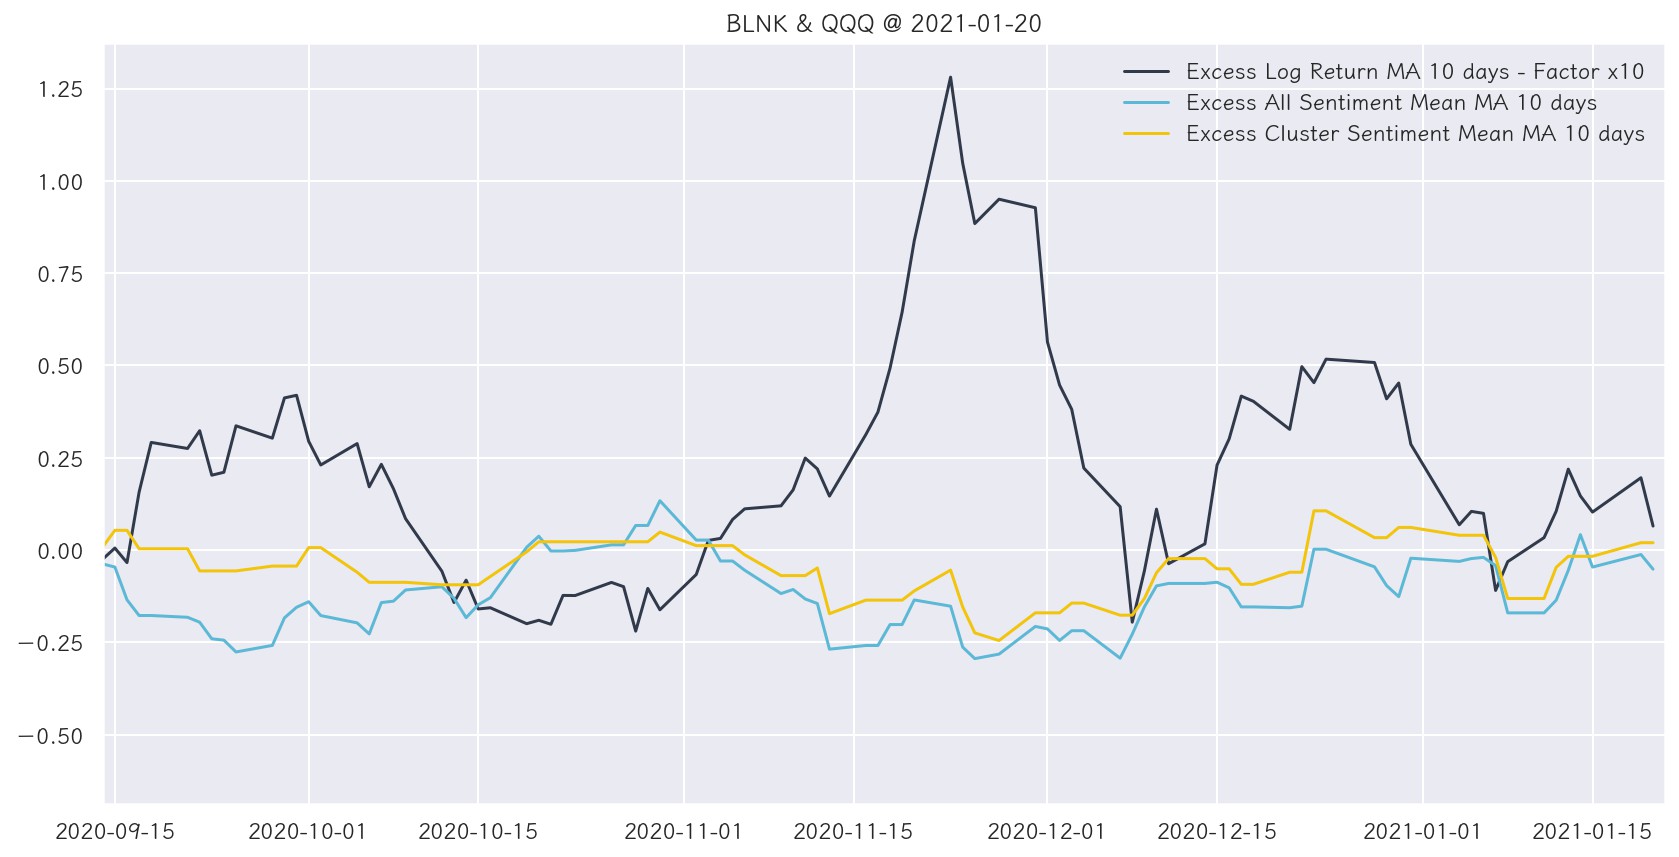 BLNK & QQQ @ 2021-01-20
Excess Log Return MA 10 days - Factor x10
Excess All Sentiment Mean MA 10 days
Excess Cluster Sentiment Mean MA 10 days
1.25
1.00
0.75
0.50
0.25
0.00
−0.25
−0.50
2020-09-15 2020-10-01 2020-10-15 2020-11-01 2020-11-15 2020-12-01 2020-12-15 2021-01-01 2021-01-15